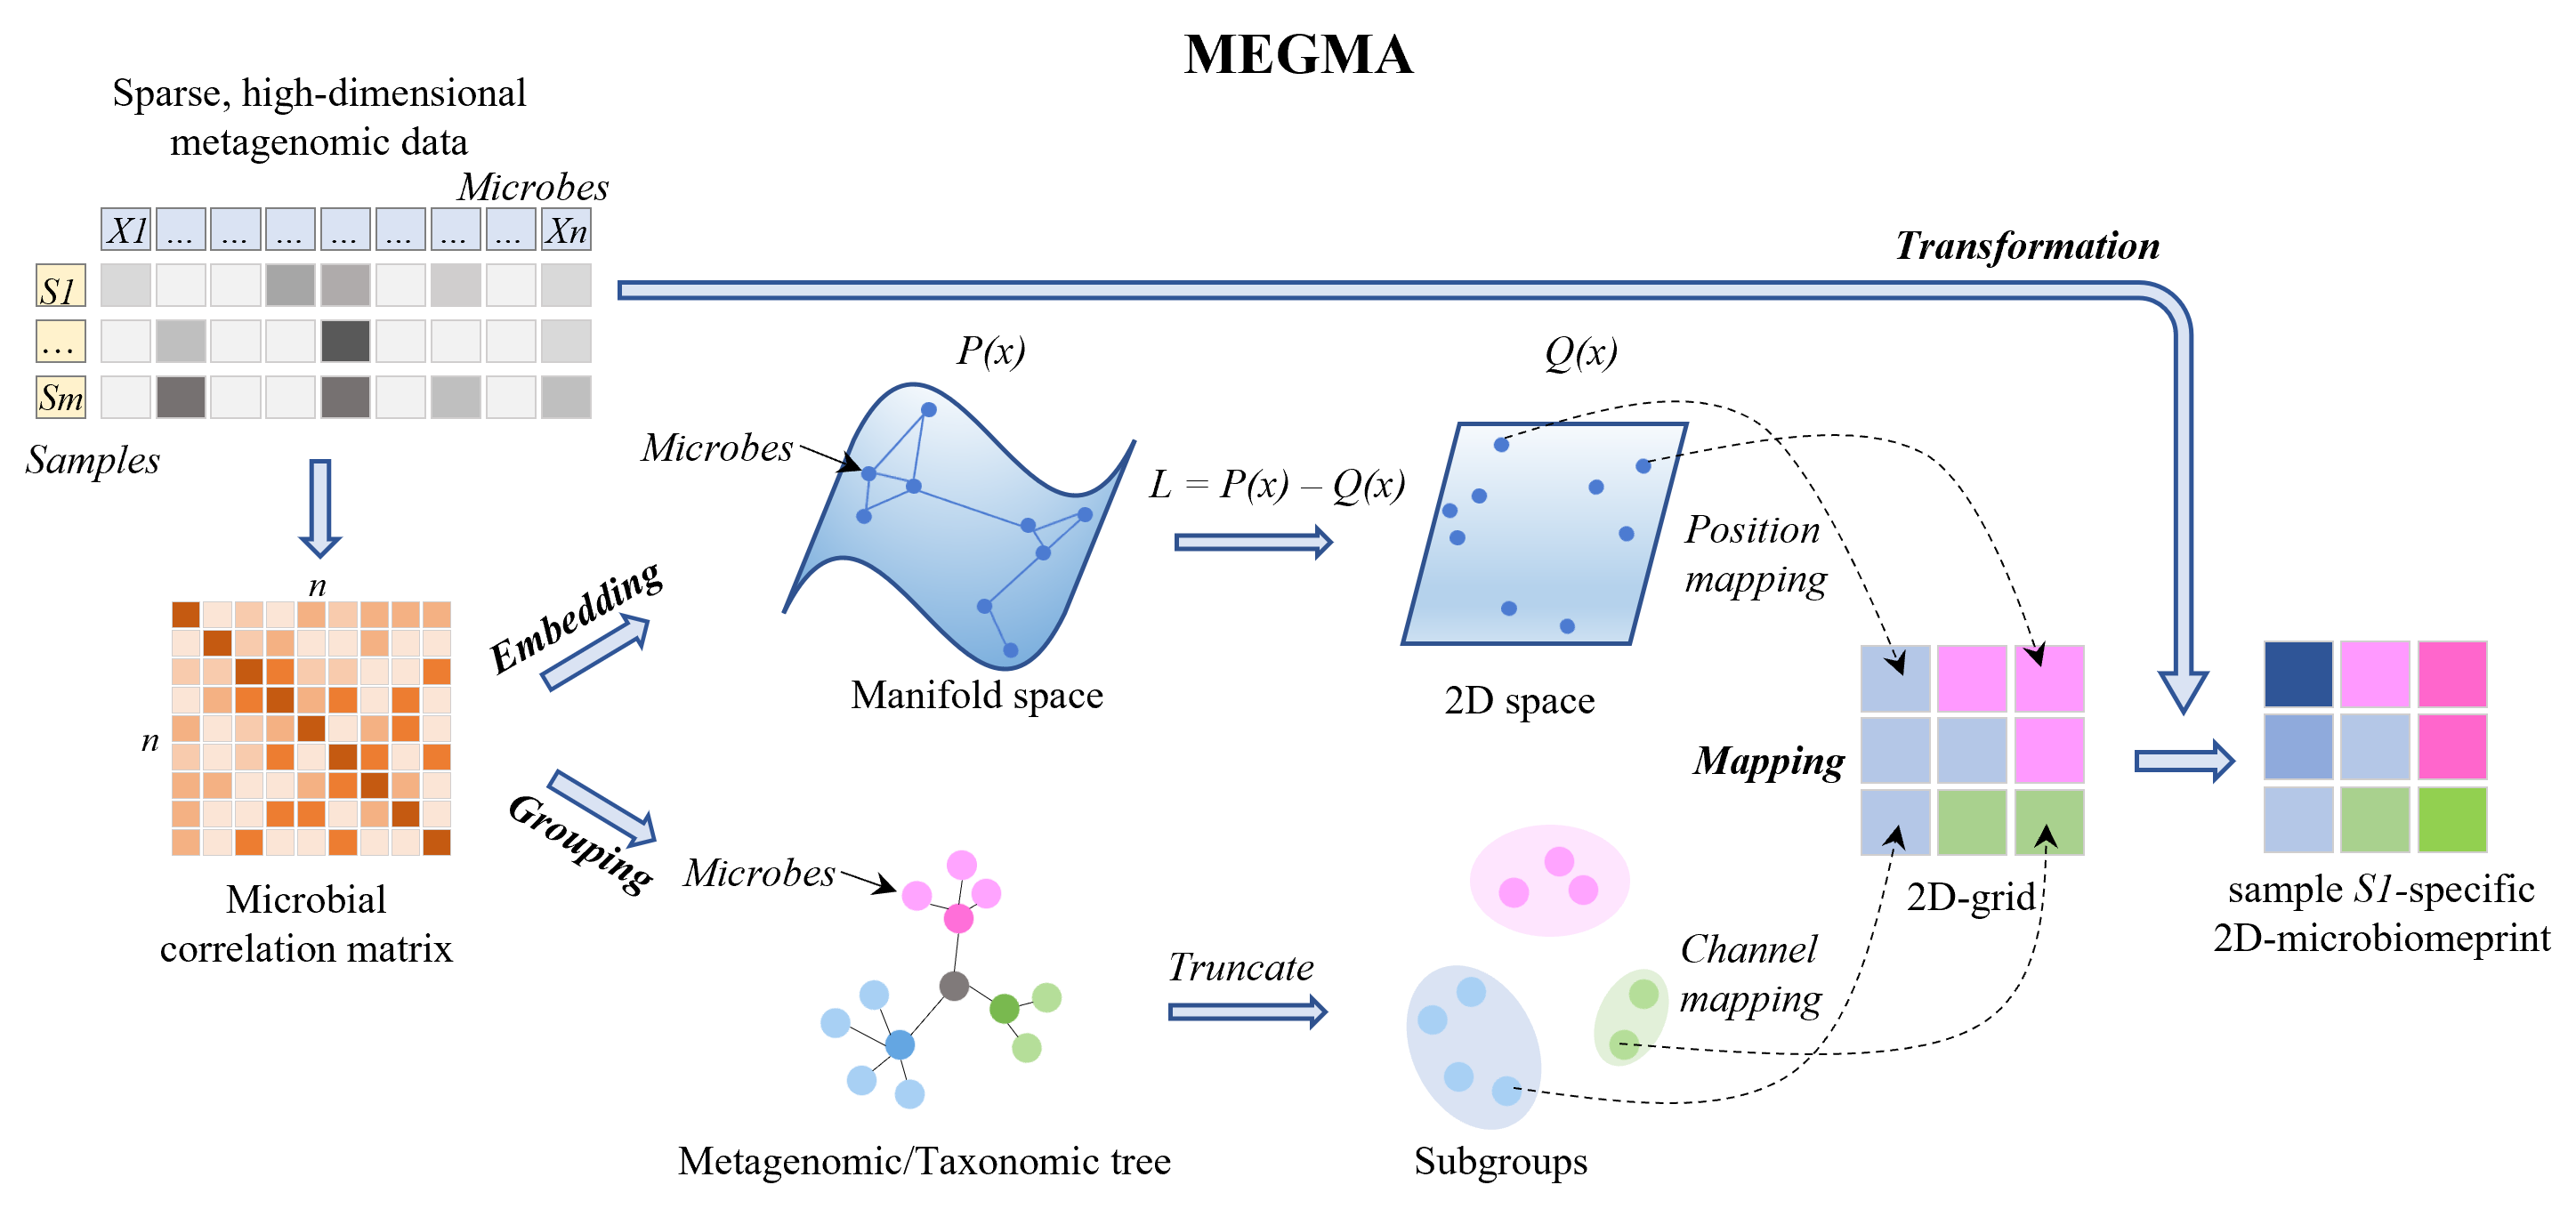 MEGMA
Sparse, high-dimensional
metagenomic data
Microbes
X1 ... ... ... ... ... ... ... Xn
S1
...
Sm
Samples
Transformation
P(x)
Q(x)
Microbes
L = P(x) – Q(x)
Position
mapping
n
n
Embedding
Manifold space
2D space
Mapping
Grouping
Microbial
correlation matrix
Microbes
2D-grid
sample S1-specific
2D-microbiomeprint
Truncate
Channel
mapping
Metagenomic/Taxonomic tree
Subgroups